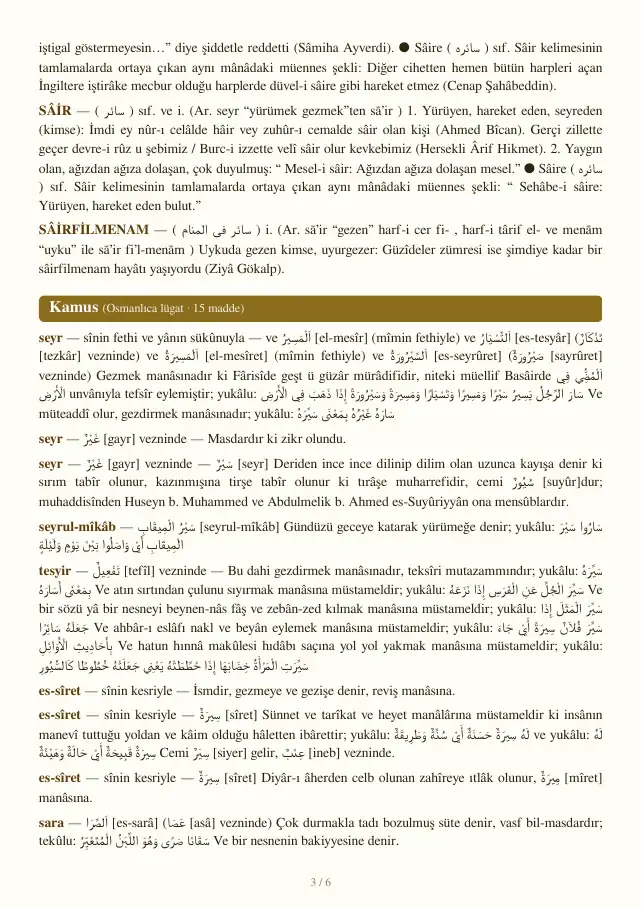 iştigal göstermeyesin…” diye şiddetle reddetti (Sâmiha Ayverdi). ● Sâire ( سائره ) sıf. Sâir kelimesinin
tamlamalarda ortaya çıkan aynı mânâdaki müennes şekli: Diğer cihetten hemen bütün harpleri açan
İngiltere iştirâke mecbur olduğu harplerde düvel-i sâire gibi hareket etmez (Cenap Şahâbeddin).
SÂİR — ( سائر ) sıf. ve i. (Ar. seyr “yürümek gezmek”ten sā’ir ) 1. Yürüyen, hareket eden, seyreden
(kimse): İmdi ey nûr-ı celâlde hâir vey zuhûr-ı cemalde sâir olan kişi (Ahmed Bîcan). Gerçi zillette
geçer devre-i rûz u şebimiz / Burc-i izzette velî sâir olur kevkebimiz (Hersekli Ârif Hikmet). 2. Yaygın
olan, ağızdan ağıza dolaşan, çok duyulmuş: “ Mesel-i sâir: Ağızdan ağıza dolaşan mesel.” ● Sâire ( سائره
) sıf. Sâir kelimesinin tamlamalarda ortaya çıkan aynı mânâdaki müennes şekli: “ Sehâbe-i sâire:
Yürüyen, hareket eden bulut.”
SÂİRFİLMENAM — ( سائر فى المنام ) i. (Ar. sā’ir “gezen” harf-i cer fi- , harf-i târif el- ve menām
“uyku” ile sā’ir fi’l-menām ) Uykuda gezen kimse, uyurgezer: Güzîdeler zümresi ise şimdiye kadar bir
sâirfilmenam hayâtı yaşıyordu (Ziyâ Gökalp).
Kamus (Osmanlıca lügat · 15 madde)
seyr — sînin fethi ve yânın sükûnuyla — ve اَلْمَسِيرُ [el-mesîr] (mîmin fethiyle) ve اَلتَّسْيَارُ [es-tesyâr] (تَذْكَارٌ
[tezkâr] vezninde) ve اَلْمَسِيرَةُ [el-mesîret] (mîmin fethiyle) ve اَلسَّيْرُورَةُ [es-seyrûret] (صَيْرُورَةٌ [sayrûret]
vezninde) Gezmek manâsınadır ki Fârisîde geşt ü güzâr mürâdifidir, niteki müellif Basâirde اَلْمُضِيُّ فِي
الْأَرْضِ unvânıyla tefsîr eylemiştir; yukâlu: سَارَ الرَّجُلُ يَسِيرُ سَيْرًا وَمَسِيرًا وَتَسْيَارًا وَمَسِيرَةً وَسَيْرُورَةً إِذَا ذَهَبَ فِي الْأَرْضِ Ve
müteaddî olur, gezdirmek manâsınadır; yukâlu: سَارَهُ غَيْرُهُ بِمَعْنَى سَيَّرَهُ
seyr — غَيْرٌ [gayr] vezninde — Masdardır ki zikr olundu.
seyr — غَيْرٌ [gayr] vezninde — سَيْرٌ [seyr] Deriden ince ince dilinip dilim olan uzunca kayışa denir ki
sırım tabîr olunur, kazınmışına tirşe tabîr olunur ki tırâşe muharrefidir, cemi سُيُورٌ [suyûr]dur;
muhaddisînden Huseyn b. Muhammed ve Abdulmelik b. Ahmed es-Suyûriyyân ona mensûblardır.
seyrul-mîkâb — سَيْرُ الْمِيقَابِ [seyrul-mîkâb] Gündüzü geceye katarak yürümeğe denir; yukâlu: سَارُوا سَيْرَ
الْمِيقَابِ أَيْ وَاصَلُوا بَيْنَ يَوْمٍ وَلَيْلَةٍ
tesyir — تَفْعِيلٌ [tefîl] vezninde — Bu dahi gezdirmek manâsınadır, teksîri mutazammındır; yukâlu: سَيَّرَهُ
بِمَعْنَى أَسَارَهُ Ve atın sırtından çulunu sıyırmak manâsına müstameldir; yukâlu: سَيَّرَ الْجُلَّ عَنِ الْفَرَسِ إِذَا نَزَعَهُ Ve
bir sözü yâ bir nesneyi beynen-nâs fâş ve zebân-zed kılmak manâsına müstameldir; yukâlu: سَيَّرَ الْمَثَلَ إِذَا
جَعَلَهُ سَائِرًا Ve ahbâr-ı eslâfı nakl ve beyân eylemek manâsına müstameldir; yukâlu: سَيَّرَ فُلَانٌ سِيرَةً أَيْ جَاءَ
بِأَحَادِيثِ الْأَوَائِلِ Ve hatun hınnâ makûlesi hıdâbı saçına yol yol yakmak manâsına müstameldir; yukâlu:
سَيَّرَتِ الْمَرْأَةُ خِضَابَهَا إِذَا خَطَّطَتْهُ يَعْنِي جَعَلَتْهُ خُطُوطًا كَالسُّيُورِ
es-sîret — sînin kesriyle — İsmdir, gezmeye ve gezişe denir, reviş manâsına.
es-sîret — sînin kesriyle — سِيرَةٌ [sîret] Sünnet ve tarîkat ve heyet manâlârına müstameldir ki insânın
manevî tuttuğu yoldan ve kâim olduğu hâletten ibârettir; yukâlu: لَهُ سِيرَةٌ حَسَنَةٌ أَيْ سُنَّةٌ وَطَرِيقَةٌ ve yukâlu: لَهُ
سِيرَةٌ قَبِيحَةٌ أَيْ حَالَةٌ وَهَيْئَةٌ Cemi سِيَرٌ [siyer] gelir, عِنَبٌ [ineb] vezninde.
es-sîret — sînin kesriyle — سِيرَةٌ [sîret] Diyâr-ı âherden celb olunan zahîreye ıtlâk olunur, مِيرَةٌ [mîret]
manâsına.
sara — اَلصَّرَا [es-sarâ] (عَصَا [asâ] vezninde) Çok durmakla tadı bozulmuş süte denir, vasf bil-masdardır;
tekûlu: سَقَانَا صَرًى وَهُوَ اللَّبَنُ الْمُتَغَيِّرُ Ve bir nesnenin bakiyyesine denir.
3 / 6